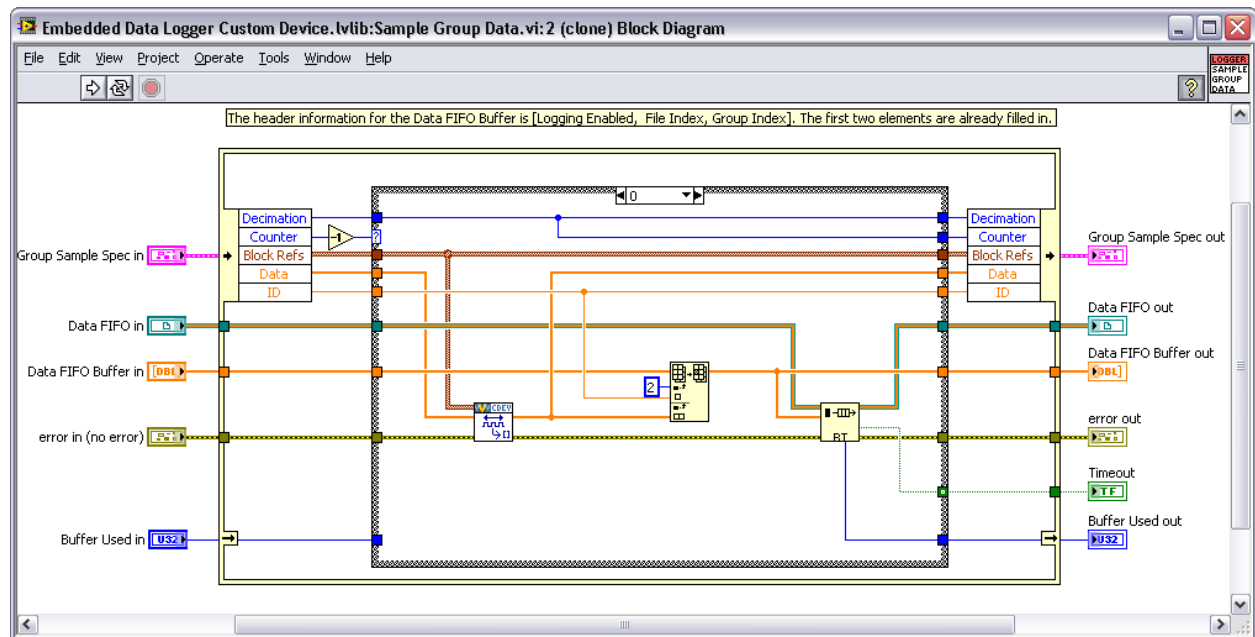 Embedded Data Logger Custom Device.lvlib:Sample Group Data.vi:2 (clone) Block Diagram
File Edit View Project Operate Tools Window Help
LOGGER
SAMPLE
GROUP
DATA
?
The header information for the Data FIFO Buffer is [Logging Enabled, File Index, Group Index]. The first two elements are already filled in.
0
Decimation
Counter
Block Refs
Data
ID
-1
?
Decimation
Counter
Block Refs
Data
ID
Group Sample Spec in
Group Sample Spec out
Data FIFO in
Data FIFO out
Data FIFO Buffer in
[DBL]
Data FIFO Buffer out
DBL]
2
CDEV
RT
error in (no error)
error out
Timeout
TF
Buffer Used in
U32
Buffer Used out
U32